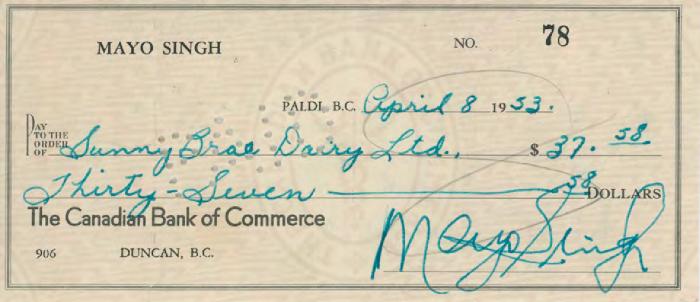 MAYO SINGH NO. 78
PALDI, B.C. April 8 1953.
PAY TO THE ORDER OF Sunny Brae Dairy Ltd., $ 37. 58
Thirty-Seven 58 DOLLARS
The Canadian Bank of Commerce
906 DUNCAN, B.C.
Mayo Singh